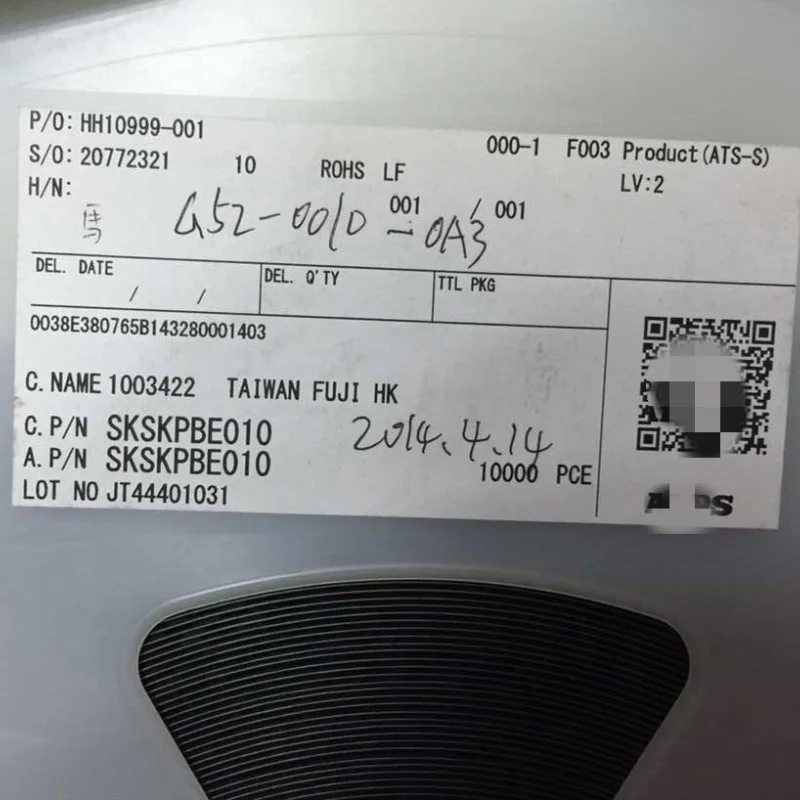 P/O: HH10999-001
000-1 F003 Product(ATS-S)
S/O: 20772321 10 ROHS LF
LV:2
H/N:
001 / 001
馬 G52-0010-0A3
DEL. DATE DEL. Q'TY TTL PKG
/ /
0038E380765B143280001403
C. NAME 1003422 TAIWAN FUJI HK
C. P/N SKSKPBE010
2014.4.14
A. P/N SKSKPBE010
10000 PCE
LOT NO JT44401031